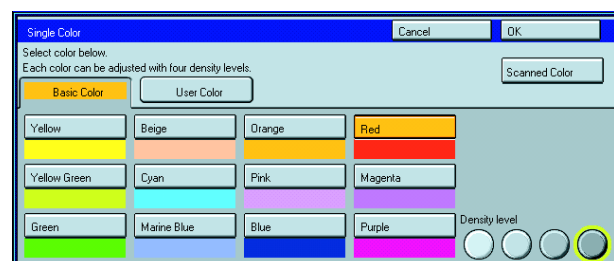 Single Color Cancel OK
Select color below.
Each color can be adjusted with four density levels.
Scanned Color
Basic Color User Color
Yellow Beige Orange Red
Yellow Green Cyan Pink Magenta
Green Marine Blue Blue Purple Density level